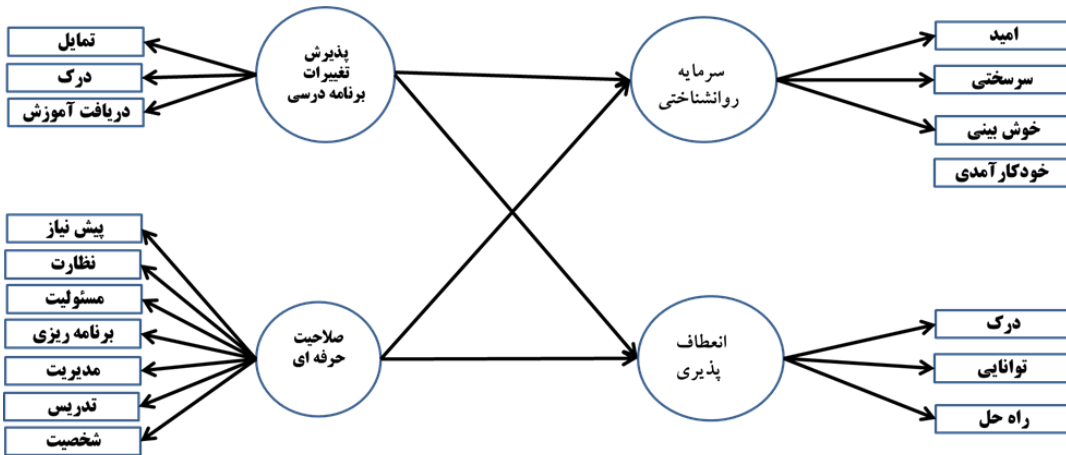 امید
سرسختی
خوش بینی
خودکارآمدی
سرمایه
روانشناختی
پذیرش
تغییرات
برنامه درسی
تمایل
درک
دریافت آموزش
درک
توانایی
راه حل
انعطاف
پذیری
صلاحیت
حرفه ای
پیش نیاز
نظارت
مسئولیت
برنامه ریزی
مدیریت
تدریس
شخصیت